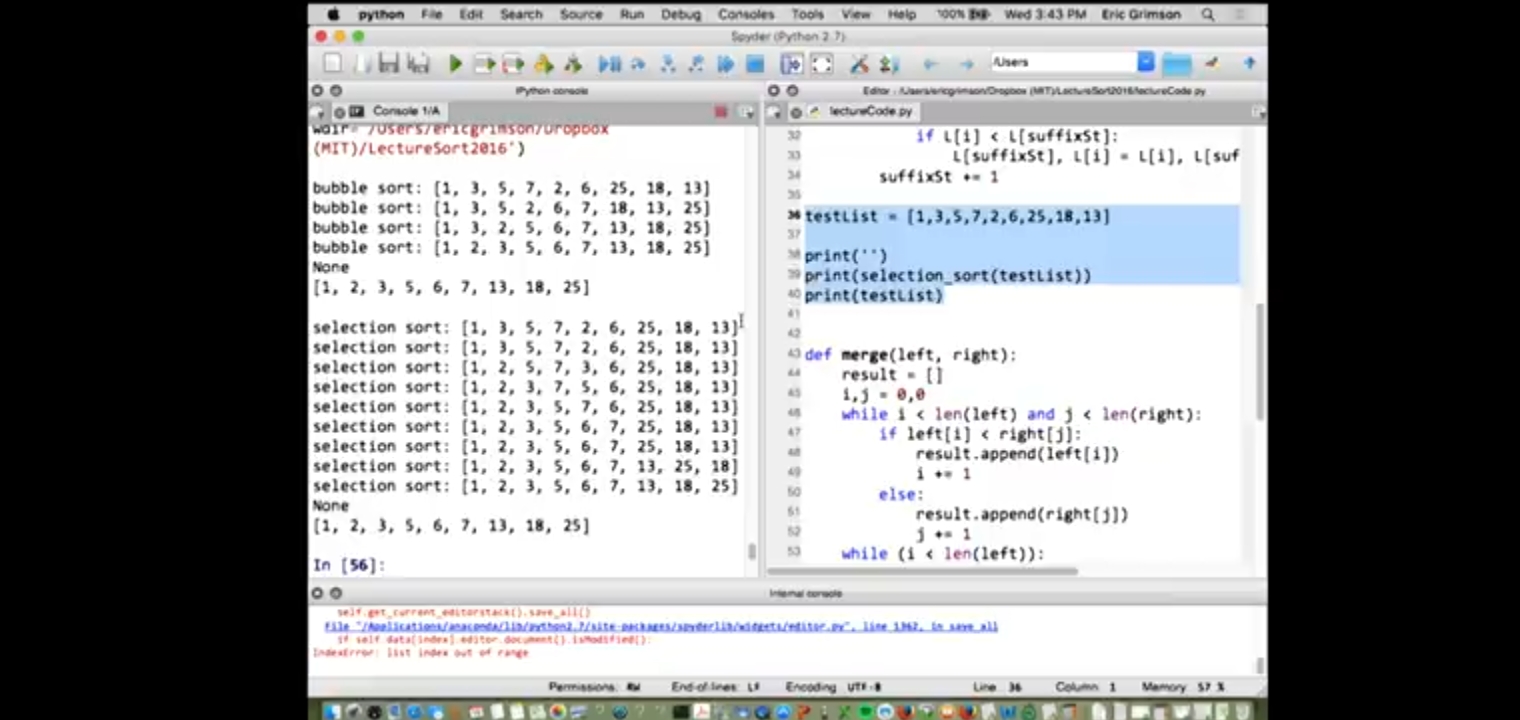 python File Edit Search Source Run Debug Consoles Tools View Help 100% Wed 3:43 PM Eric Grimson
Spyder (Python 2.7)
/Users
IPython console
Console 1/A
wdir='/Users/ericgrimson/Dropbox
(MIT)/LectureSort2016')
bubble sort: [1, 3, 5, 7, 2, 6, 25, 18, 13]
bubble sort: [1, 3, 5, 2, 6, 7, 18, 13, 25]
bubble sort: [1, 3, 2, 5, 6, 7, 13, 18, 25]
bubble sort: [1, 2, 3, 5, 6, 7, 13, 18, 25]
None
[1, 2, 3, 5, 6, 7, 13, 18, 25]
selection sort: [1, 3, 5, 7, 2, 6, 25, 18, 13]
selection sort: [1, 3, 5, 7, 2, 6, 25, 18, 13]
selection sort: [1, 2, 5, 7, 3, 6, 25, 18, 13]
selection sort: [1, 2, 3, 7, 5, 6, 25, 18, 13]
selection sort: [1, 2, 3, 5, 7, 6, 25, 18, 13]
selection sort: [1, 2, 3, 5, 6, 7, 25, 18, 13]
selection sort: [1, 2, 3, 5, 6, 7, 25, 18, 13]
selection sort: [1, 2, 3, 5, 6, 7, 13, 25, 18]
selection sort: [1, 2, 3, 5, 6, 7, 13, 18, 25]
None
[1, 2, 3, 5, 6, 7, 13, 18, 25]
In [56]:
Editor - /Users/ericgrimson/Dropbox (MIT)/LectureSort2016/lectureCode.py
lectureCode.py
32 if L[i] < L[suffixSt]:
33 L[suffixSt], L[i] = L[i], L[suf
34 suffixSt += 1
35
36 testList = [1,3,5,7,2,6,25,18,13]
37
38 print('')
39 print(selection_sort(testList))
40 print(testList)
41
42
43 def merge(left, right):
44 result = []
45 i,j = 0,0
46 while i < len(left) and j < len(right):
47 if left[i] < right[j]:
48 result.append(left[i])
49 i += 1
50 else:
51 result.append(right[j])
52 j += 1
53 while (i < len(left)):
Internal console
self.get_current_editorstack().save_all()
File "/Applications/anaconda/lib/python2.7/site-packages/spyderlib/widgets/editor.py", line 1362, in save_all
if self.data[index].editor.document().isModified():
IndexError: list index out of range
Permissions: RW End-of-lines: LF Encoding: UTF-8 Line: 36 Column: 1 Memory: 57 %